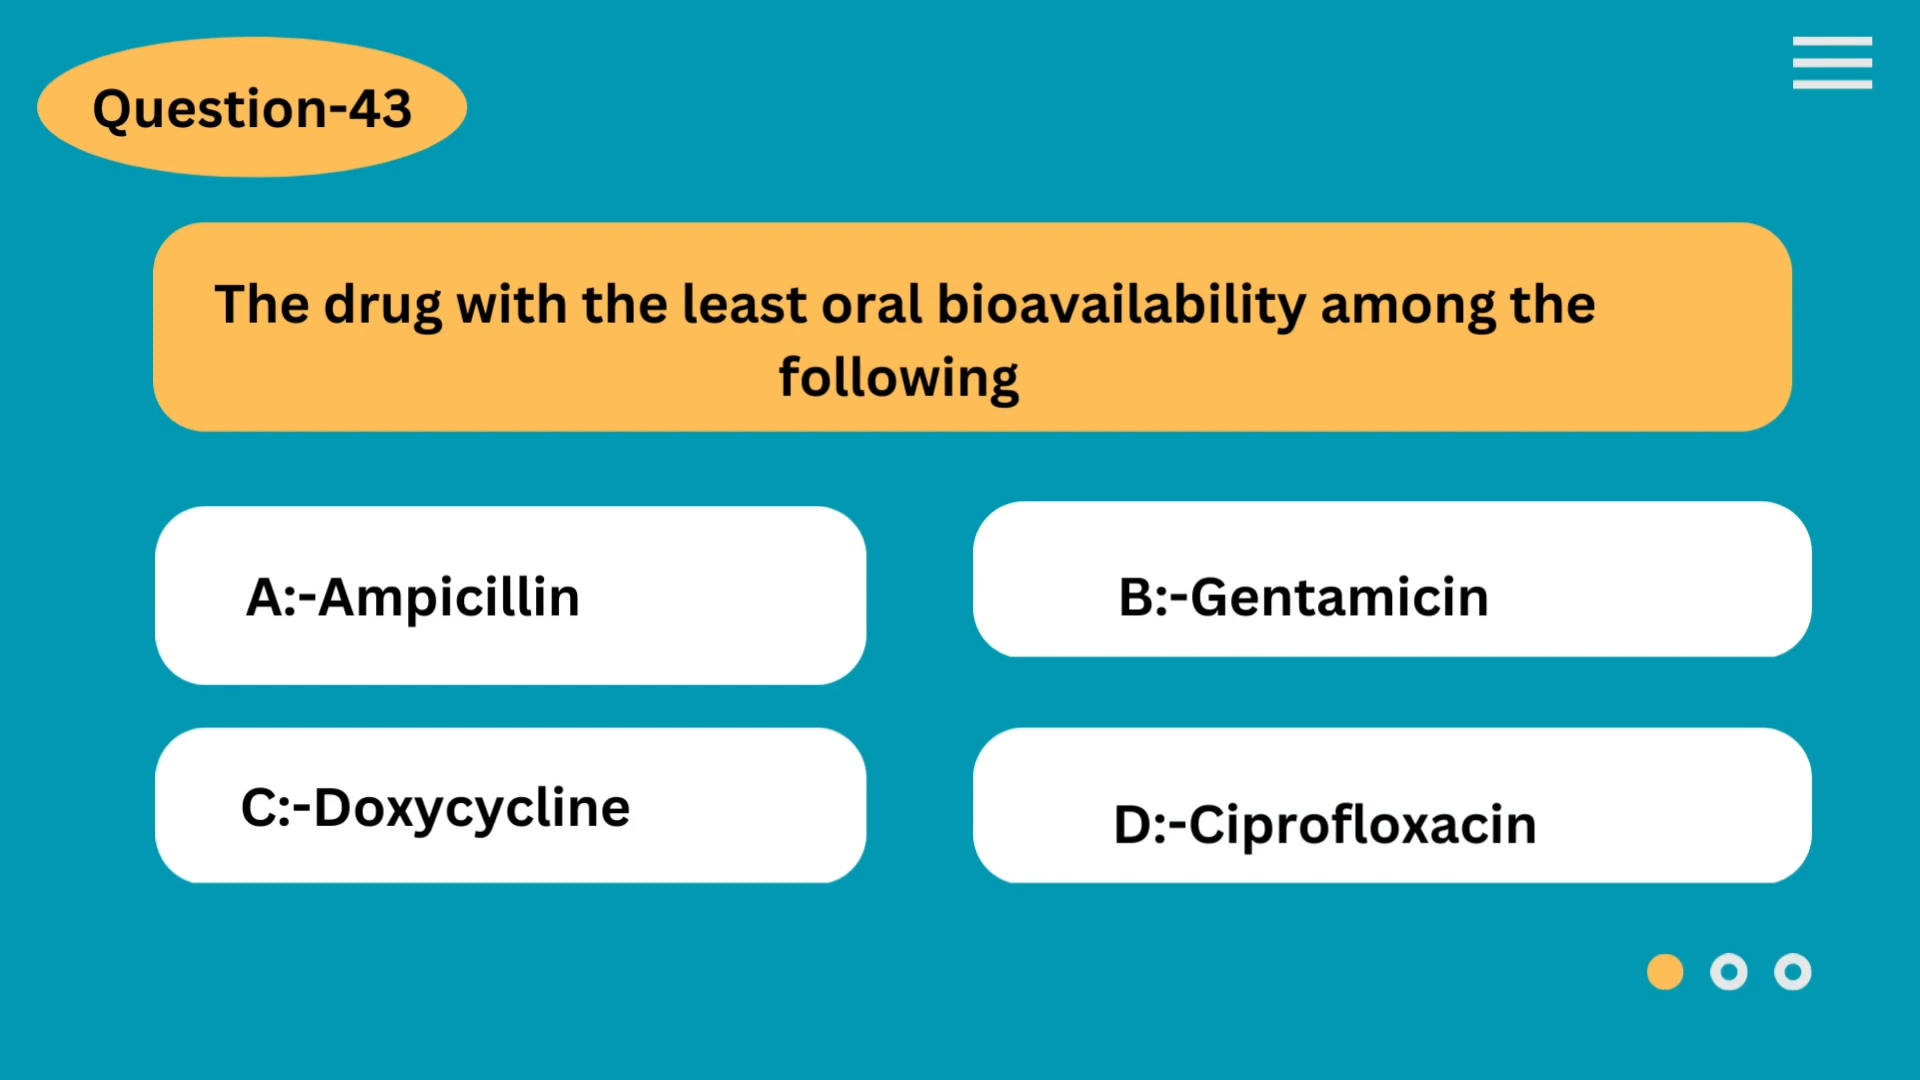 Question-43
The drug with the least oral bioavailability among the
following
A:-Ampicillin
B:-Gentamicin
C:-Doxycycline
D:-Ciprofloxacin